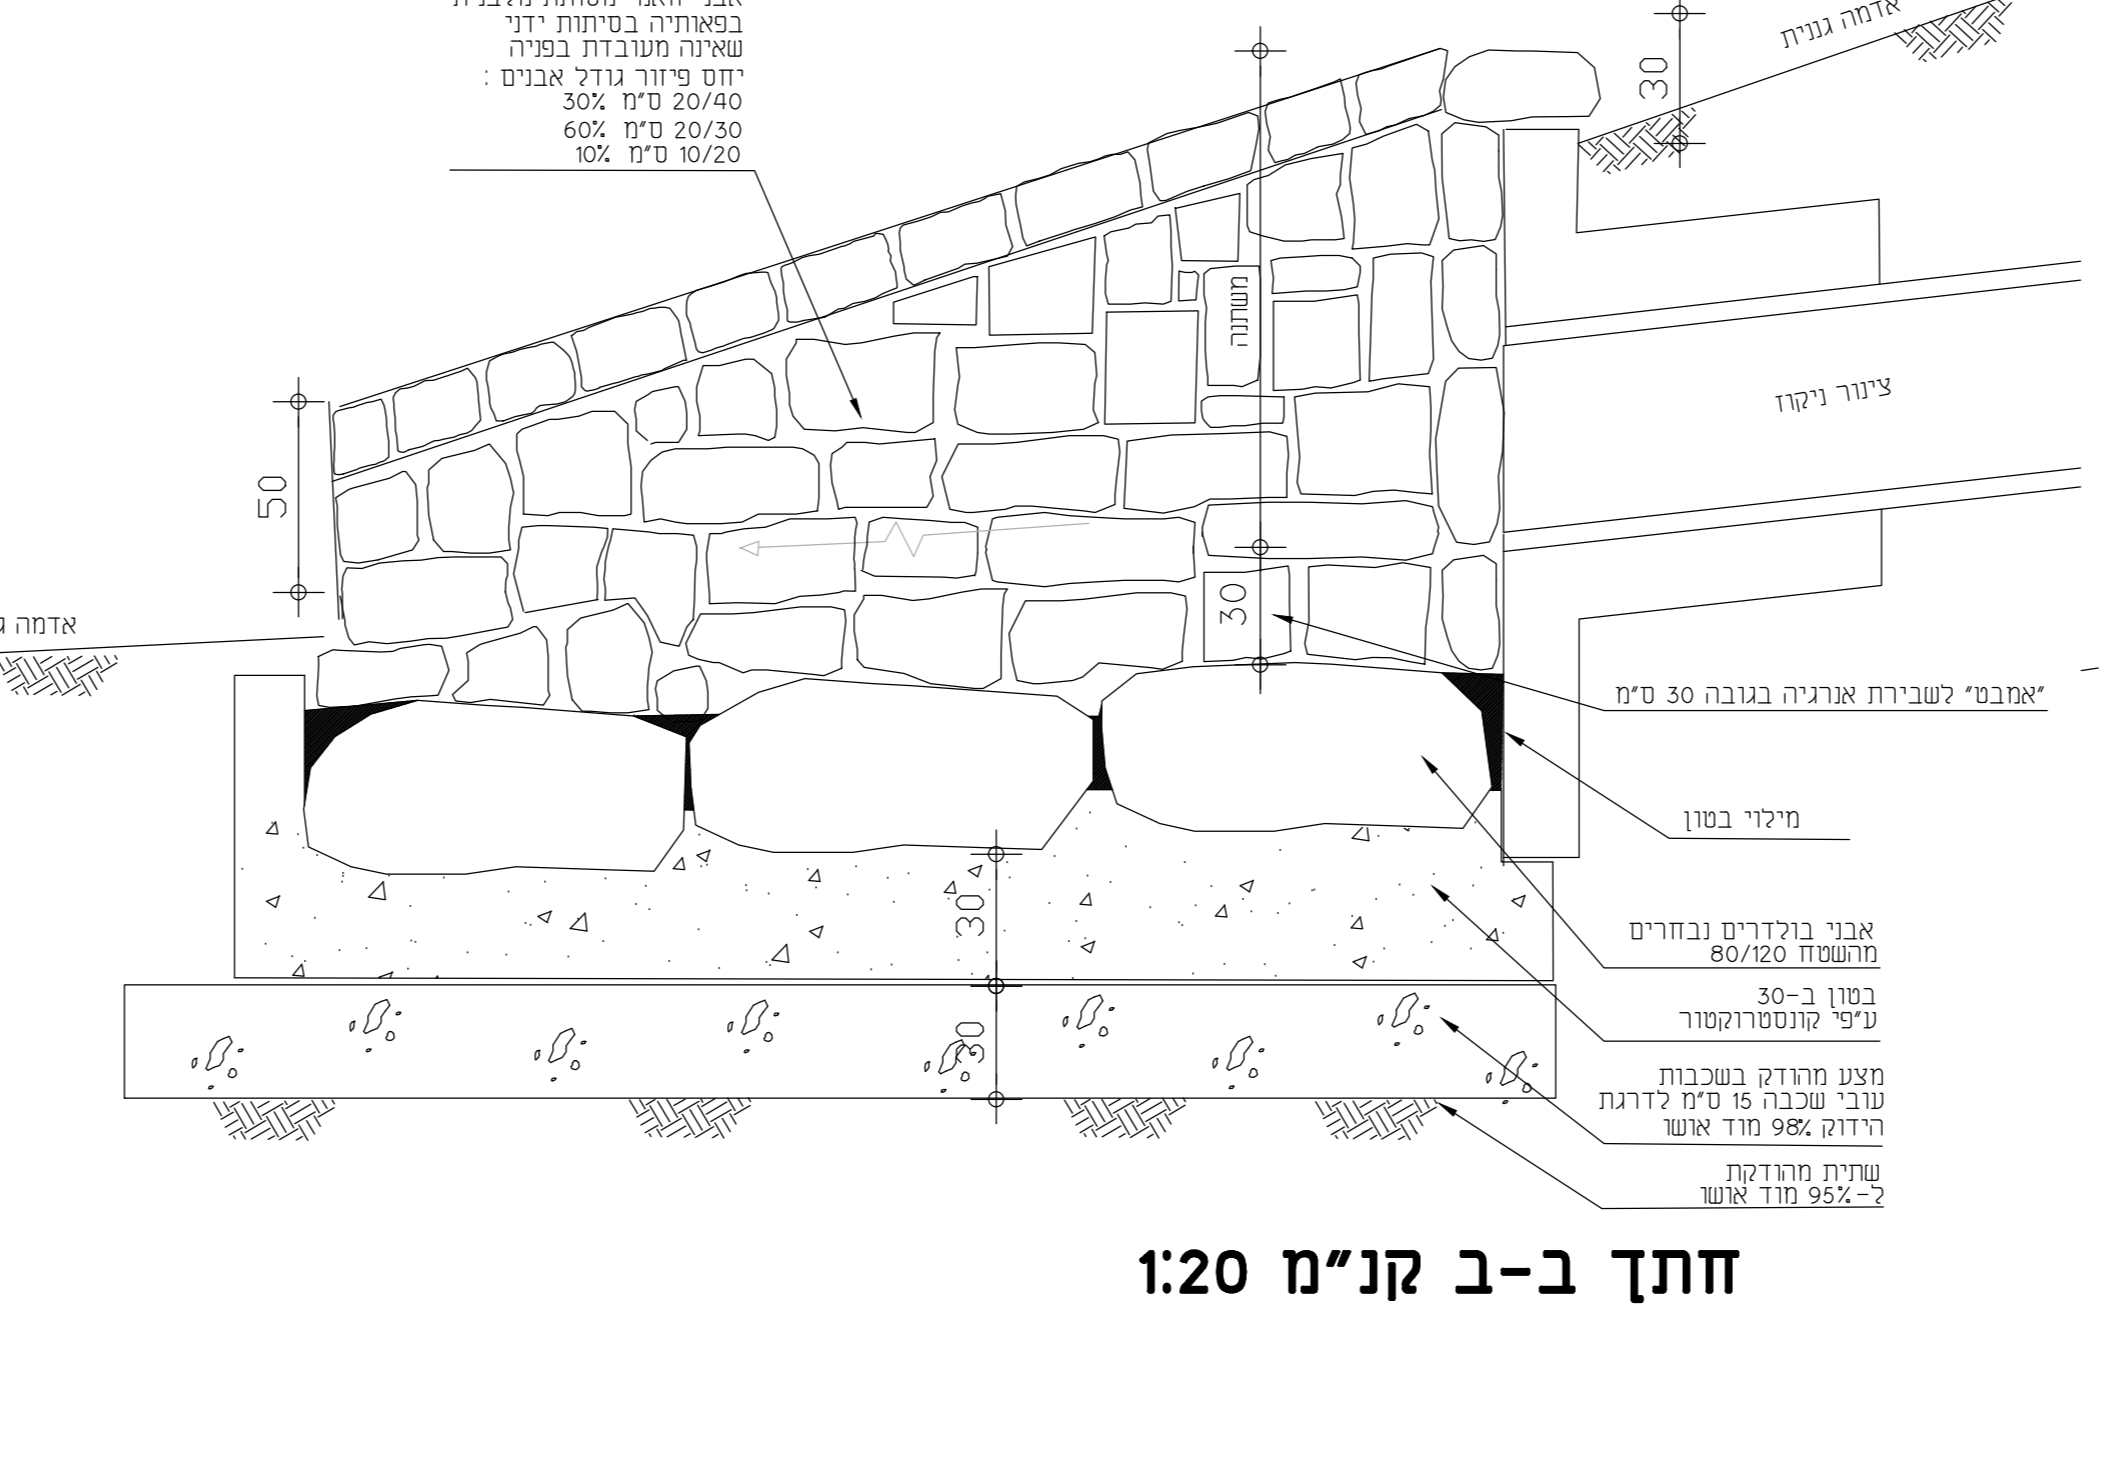 בפאותיה בסיתות ידני
שאינה מעובדת בפניה
יחס פיזור גודל אבנים :
20/40 ס"מ 30%
20/30 ס"מ 60%
10/20 ס"מ 10%
אדמה גננית
30
משתנה
צינור ניקוז
50
30
אדמה
"אמבט" לשבירת אנרגיה בגובה 30 ס"מ
מילוי בטון
30
אבני בולדרים נבחרים
מהשטח 80/120
בטון ב-30
ע"פי קונסטרוקטור
30
מצע מהודק בשכבות
עובי שכבה 15 ס"מ לדרגת
הידוק 98% מוד אושו
שתית מהודקת
ל-95% מוד אושו
חתך ב-ב קנ"מ 1:20